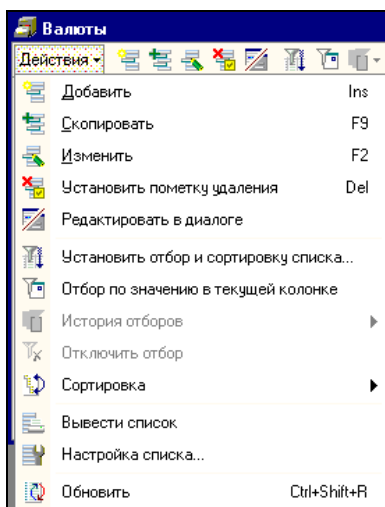 Валюты
Действия
Добавить Ins
Скопировать F9
Изменить F2
Установить пометку удаления Del
Редактировать в диалоге
Установить отбор и сортировку списка...
Отбор по значению в текущей колонке
История отборов
Отключить отбор
Сортировка
Вывести список
Настройка списка...
Обновить Ctrl+Shift+R